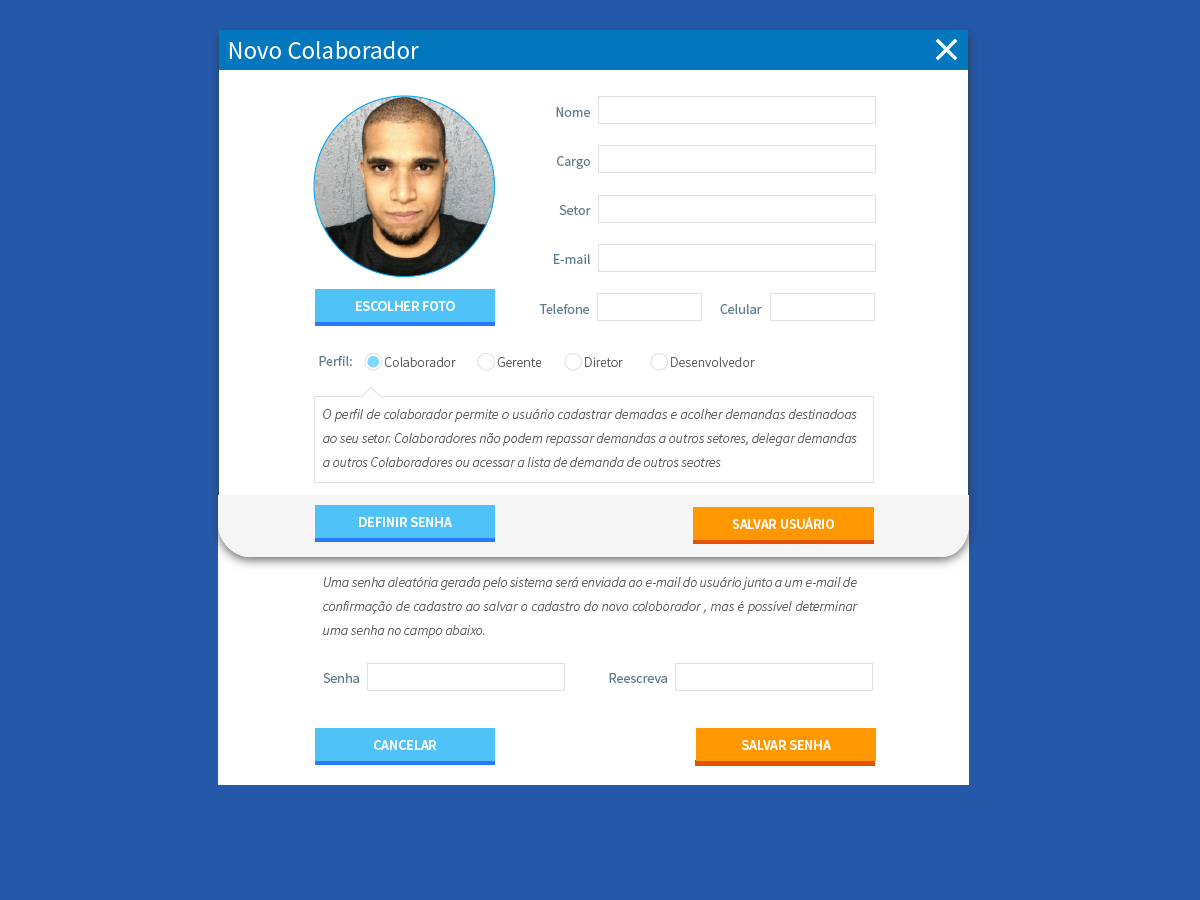 Novo Colaborador
Nome
Cargo
Setor
E-mail
ESCOLHER FOTO
Telefone
Celular
Perfil: Colaborador Gerente Diretor Desenvolvedor
O perfil de colaborador permite o usuário cadastrar demadas e acolher demandas destinadoas
ao seu setor. Colaboradores não podem repassar demandas a outros setores, delegar demandas
a outros Colaboradores ou acessar a lista de demanda de outros seotres
DEFINIR SENHA
SALVAR USUÁRIO
Uma senha aleatória gerada pelo sistema será enviada ao e-mail do usuário junto a um e-mail de
confirmação de cadastro ao salvar o cadastro do novo coloborador , mas é possível determinar
uma senha no campo abaixo.
Senha
Reescreva
CANCELAR
SALVAR SENHA